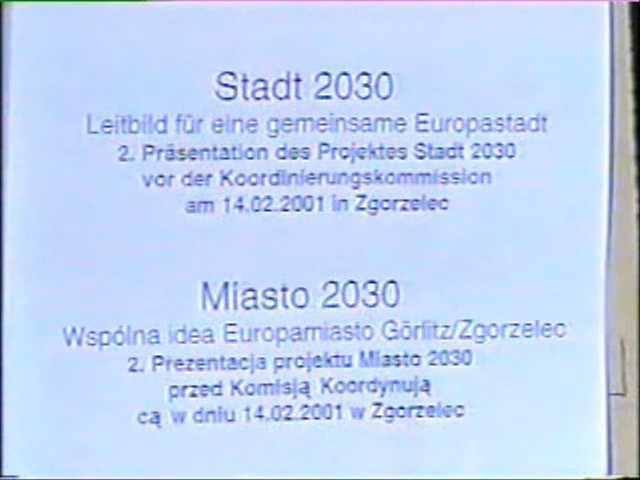 Stadt 2030
Leitbild für eine gemeinsame Europastadt
2. Präsentation des Projektes Stadt 2030
vor der Koordinierungskommission
am 14.02.2001 in Zgorzelec
Miasto 2030
Wspólna idea Europamiasto Görlitz/Zgorzelec
2. Prezentacja projektu Miasto 2030
przed Komisją Koordynują
cą w dniu 14.02.2001 w Zgorzelec